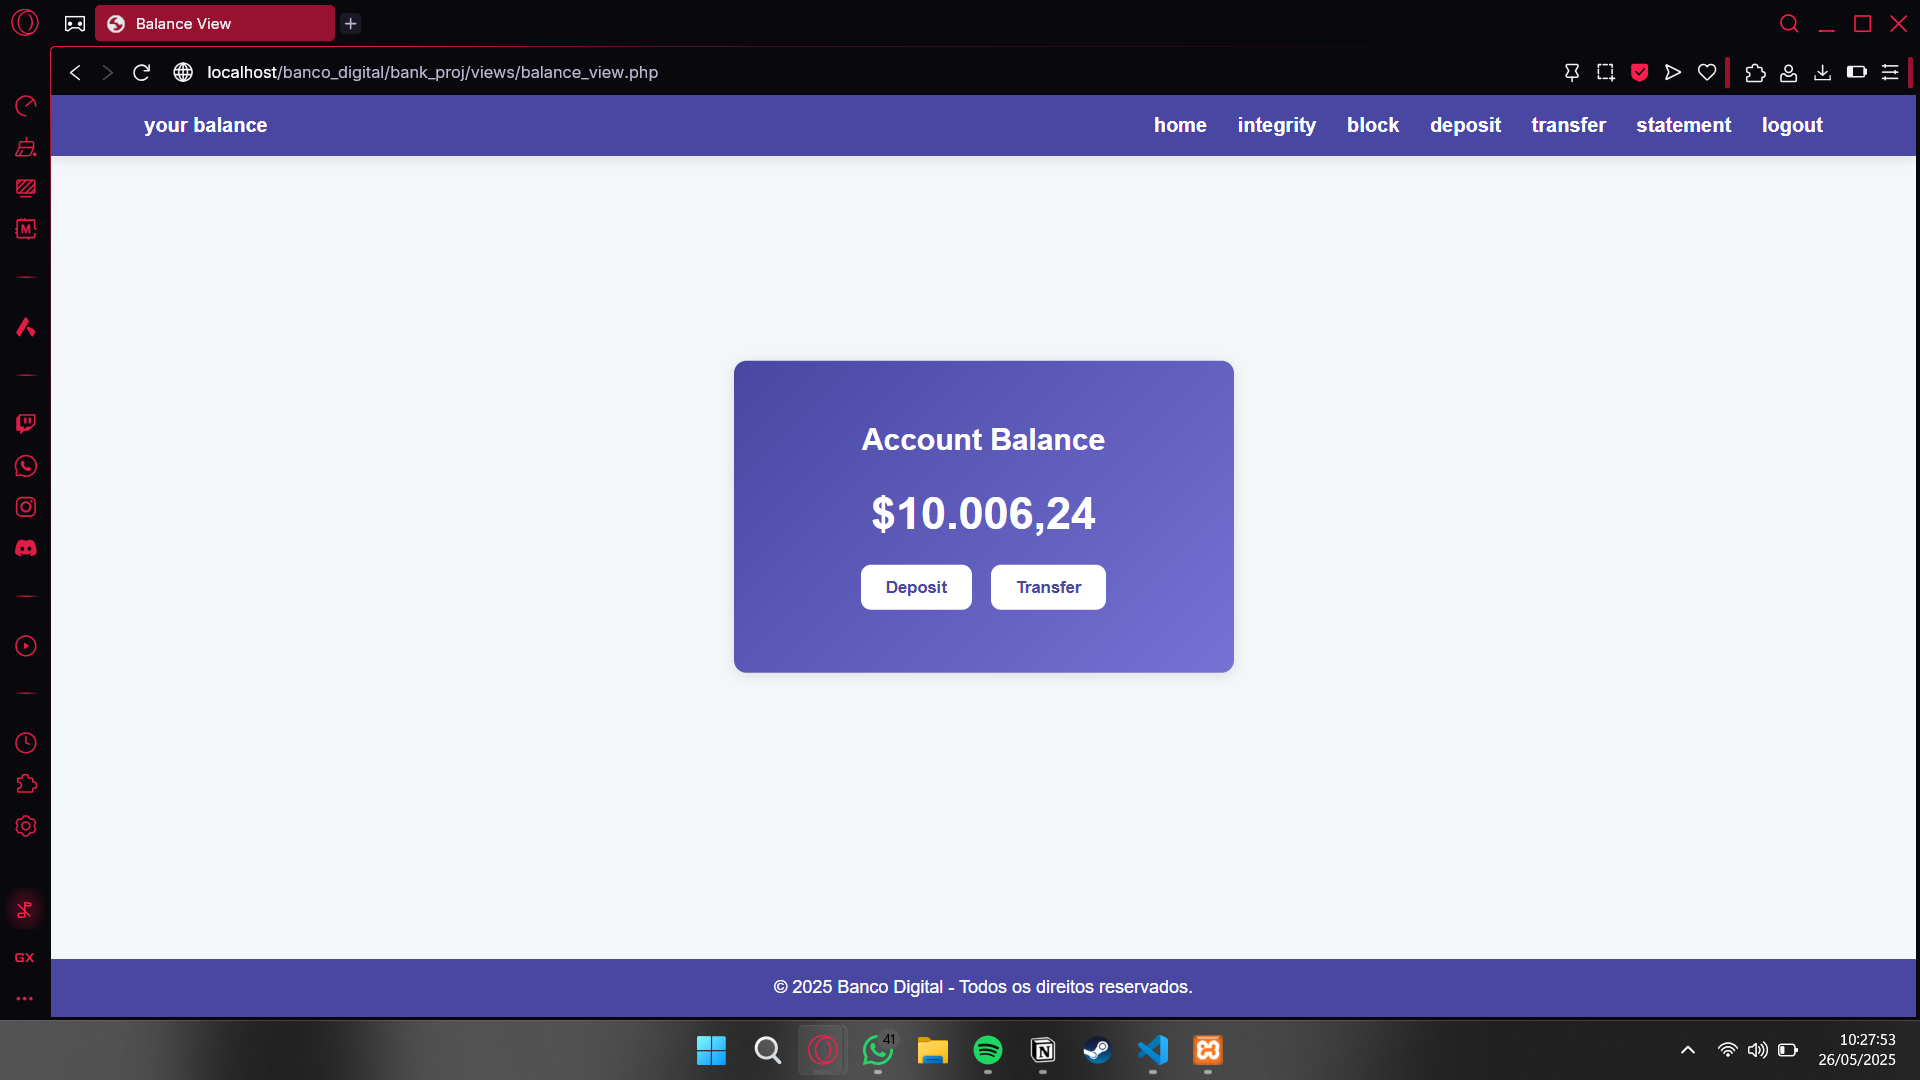 Balance View
localhost/banco_digital/bank_proj/views/balance_view.php
your balance
home integrity block deposit transfer statement logout
M
Account Balance
$10.006,24
Deposit Transfer
GX
© 2025 Banco Digital - Todos os direitos reservados.
41
10:27:53
26/05/2025